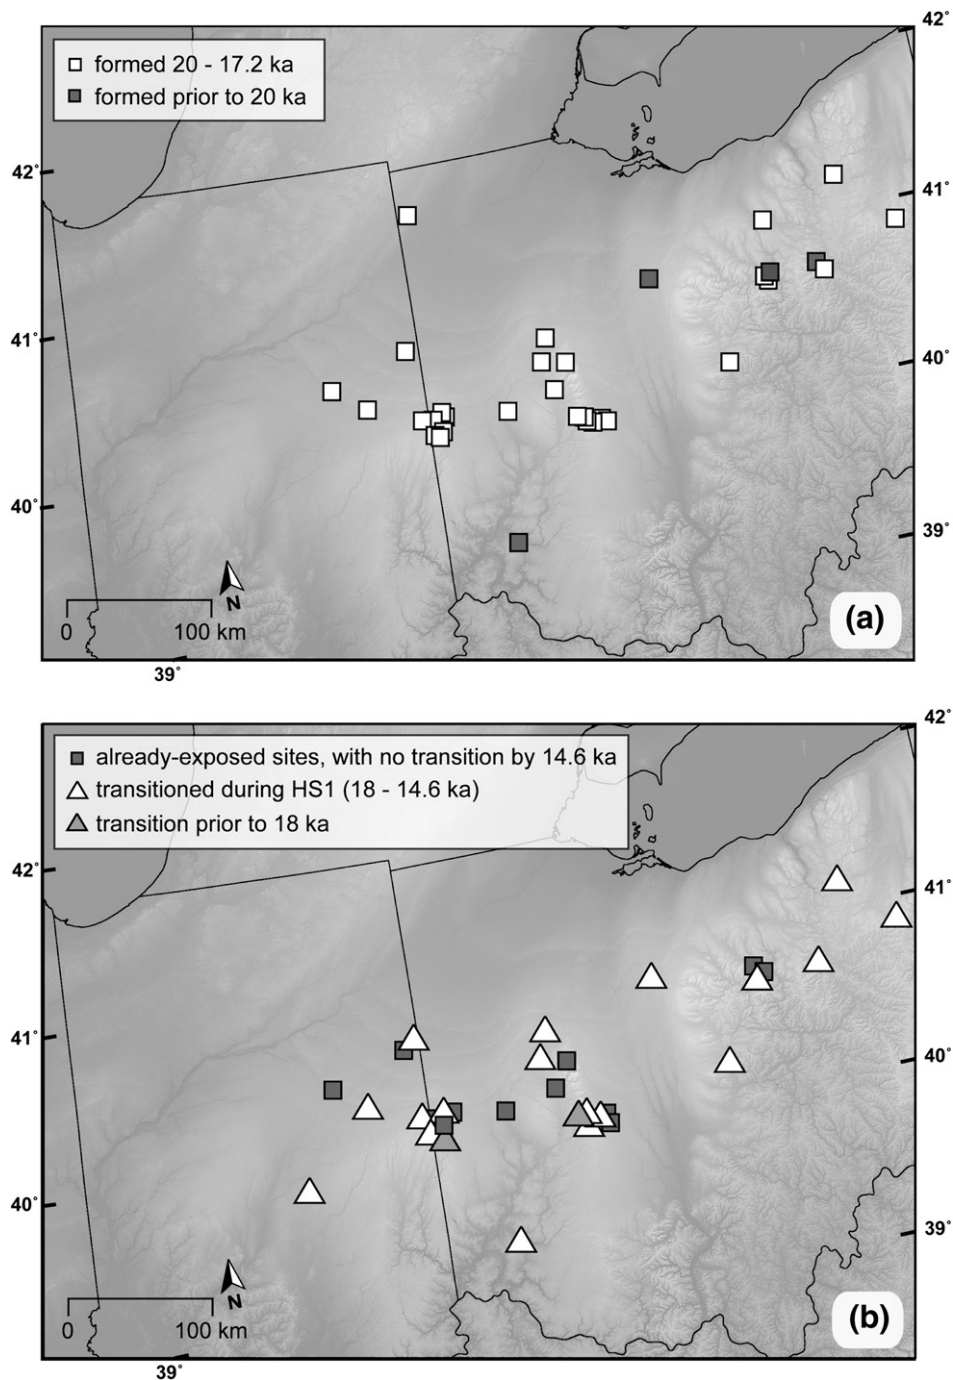 42˚
formed 20 - 17.2 ka
formed prior to 20 ka
42˚
41˚
41˚
40˚
40˚
39˚
N
0 100 km
(a)
39˚
42˚
already-exposed sites, with no transition by 14.6 ka
transitioned during HS1 (18 - 14.6 ka)
transition prior to 18 ka
42˚
41˚
41˚
40˚
40˚
39˚
N
0 100 km
(b)
39˚